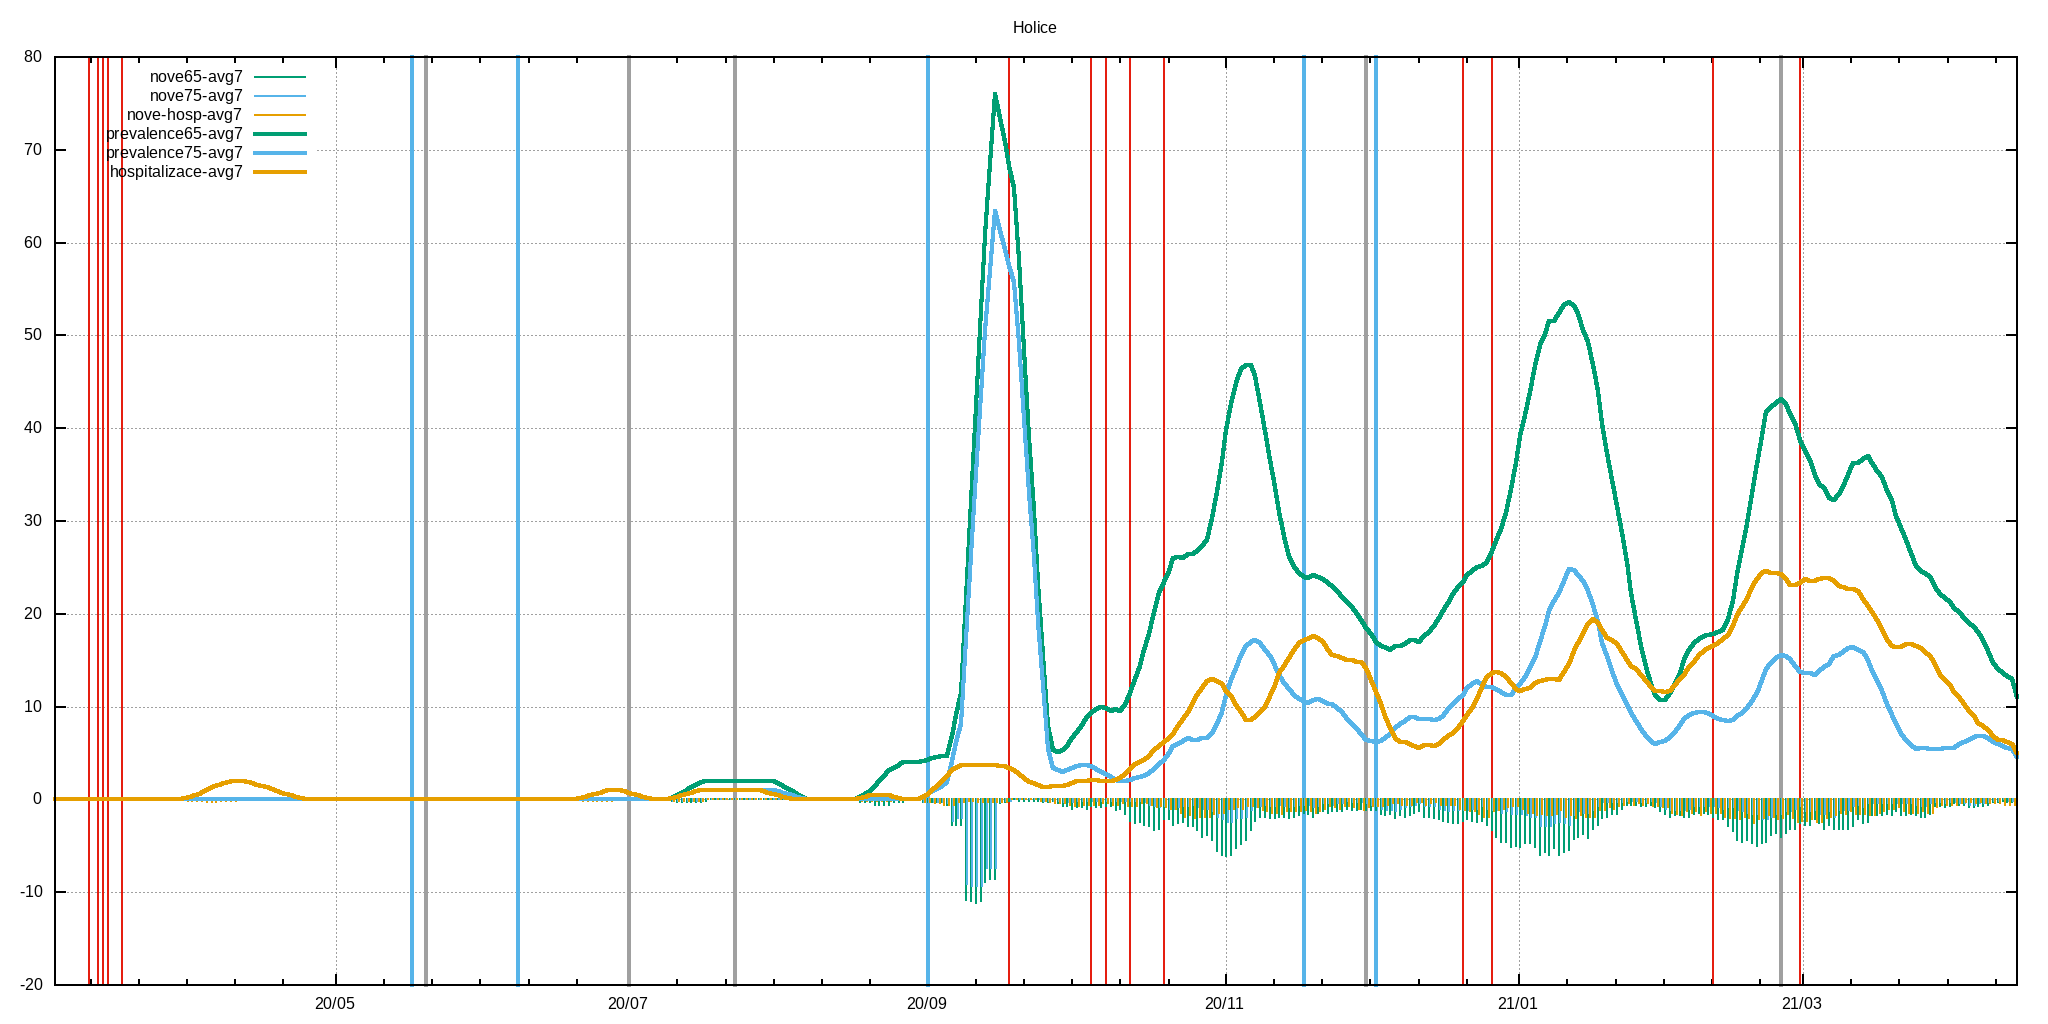 Holice
nove65-avg7
nove75-avg7
nove-hosp-avg7
prevalence65-avg7
prevalence75-avg7
hospitalizace-avg7
80
70
60
50
40
30
20
10
0
-10
-20
20/05 20/07 20/09 20/11 21/01 21/03